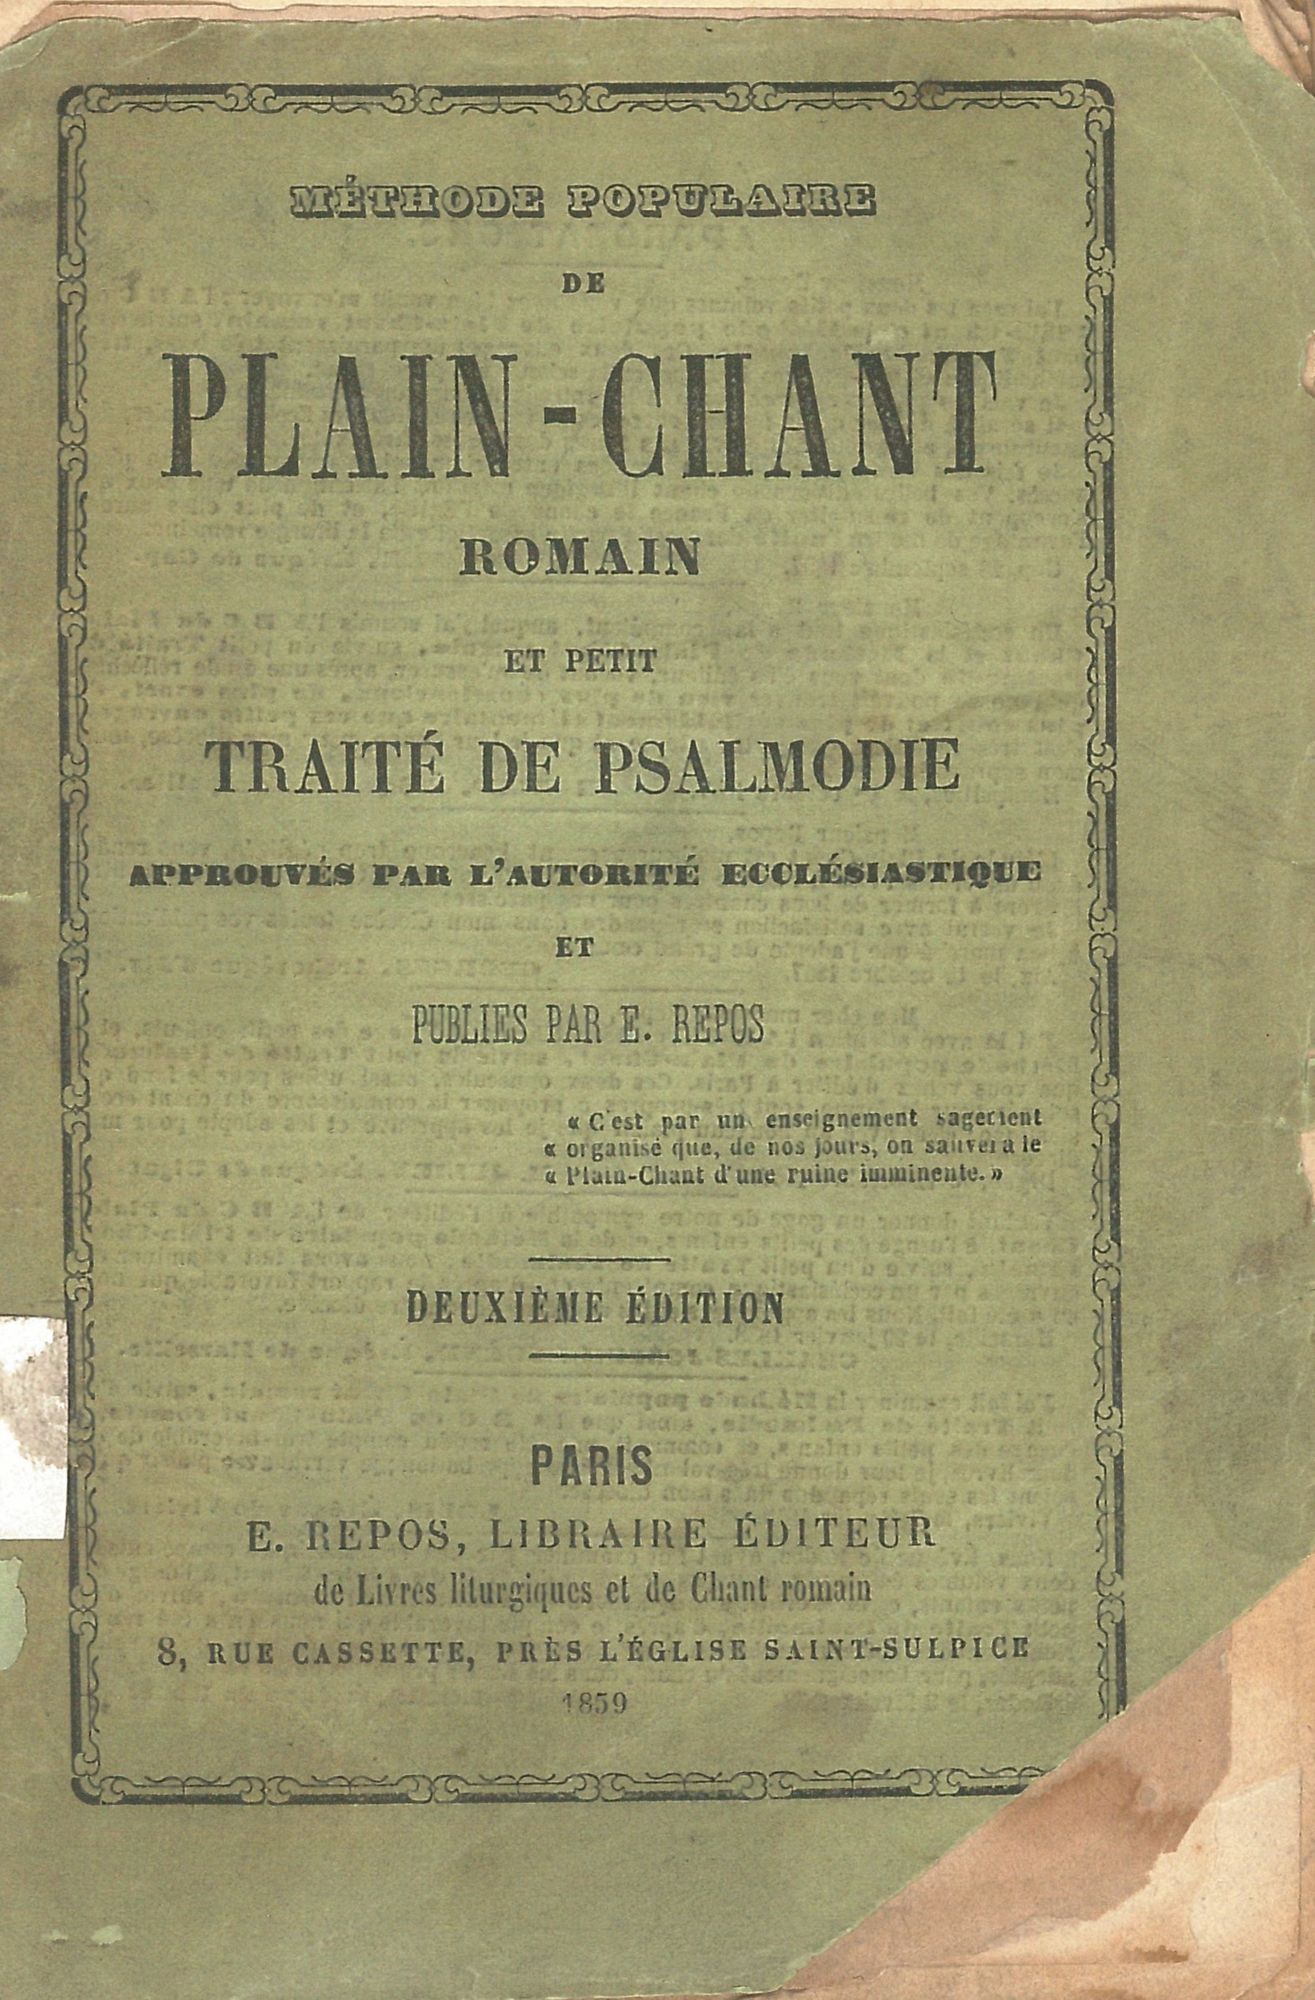 MÉTHODE POPULAIRE
DE
PLAIN-CHANT
ROMAIN
ET PETIT
TRAITÉ DE PSALMODIE
APPROUVÉS PAR L'AUTORITÉ ECCLÉSIASTIQUE
ET
PUBLIES PAR E. REPOS
« C'est par un enseignement sagement
« organisé que, de nos jours, on sauvera le
« Plain-Chant d'une ruine imminente. »
DEUXIÈME ÉDITION
PARIS
E. REPOS, LIBRAIRE ÉDITEUR
de Livres liturgiques et de Chant romain
8, RUE CASSETTE, PRÈS L'ÉGLISE SAINT-SULPICE
1859